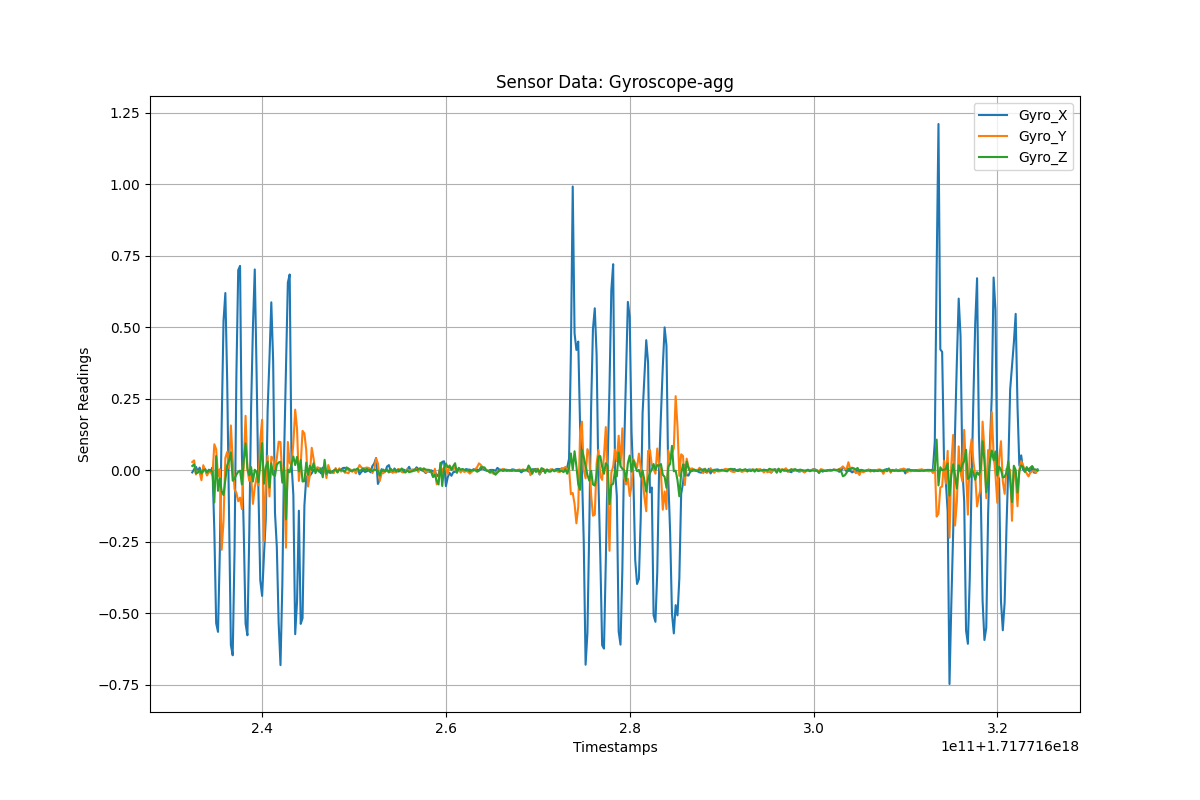 Sensor Data: Gyroscope-agg
Gyro_X
Gyro_Y
Gyro_Z
Sensor Readings
1.25
1.00
0.75
0.50
0.25
0.00
−0.25
−0.50
−0.75
2.4 2.6 2.8 3.0 3.2
Timestamps
1e11+1.717716e18